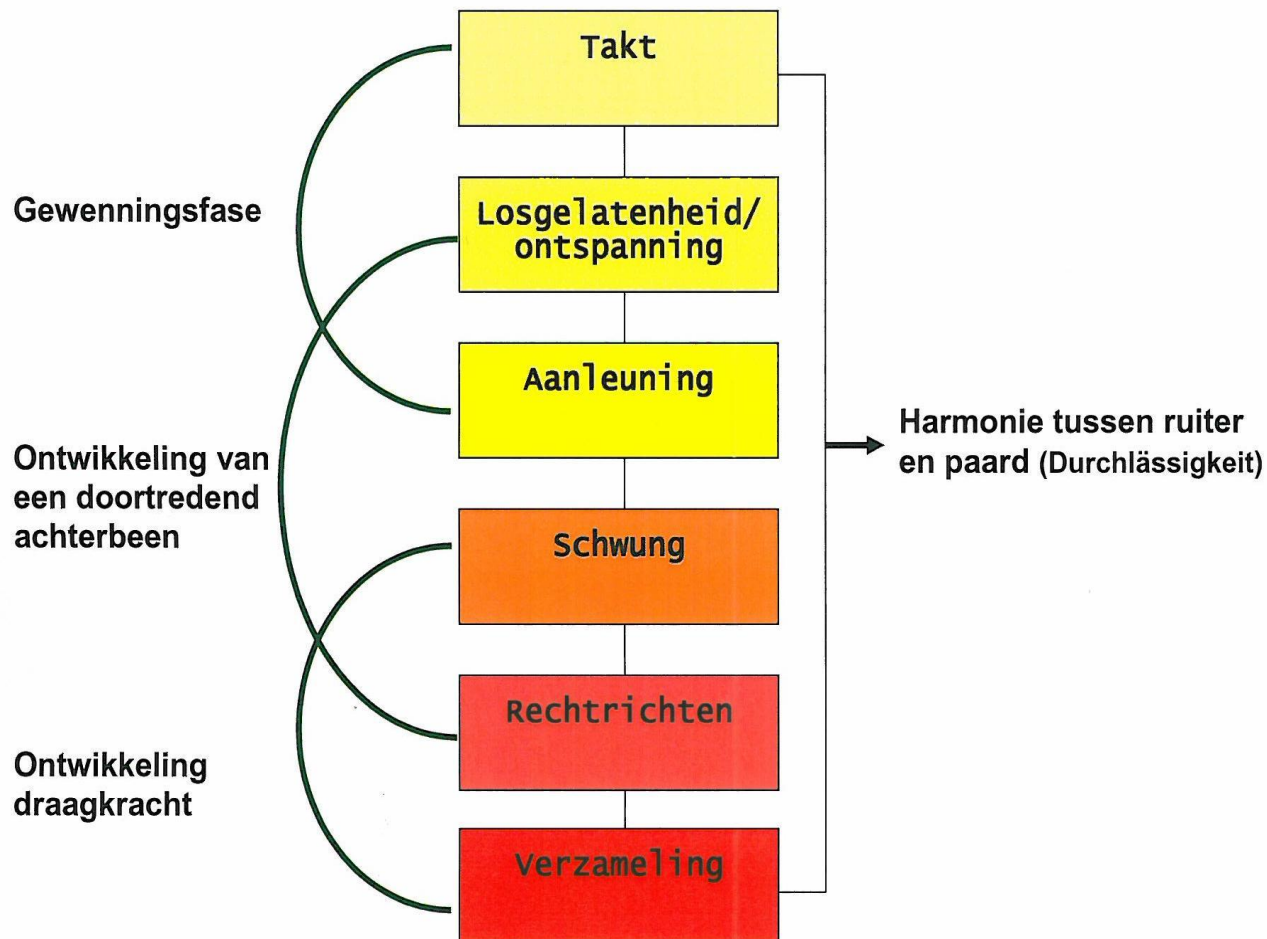 Takt
Gewenningsfase
Losgelatenheid/
ontspanning
Aanleuning
Harmonie tussen ruiter
en paard (Durchlässigkeit)
Ontwikkeling van
een doortredend
achterbeen
Schwung
Rechtrichten
Ontwikkeling
draagkracht
Verzameling